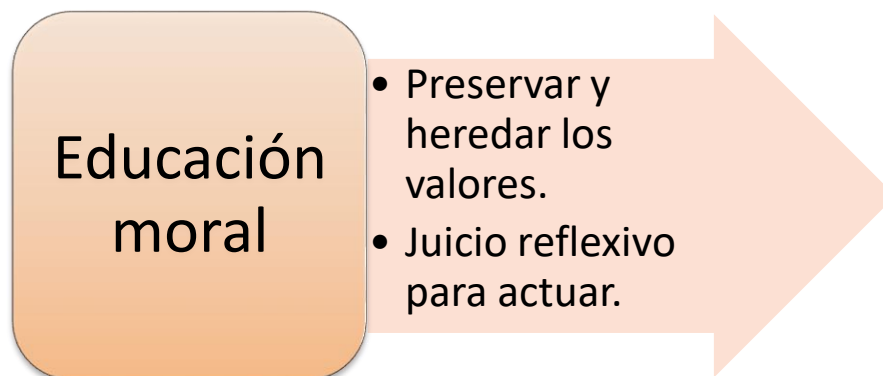 Educación
moral
• Preservar y
heredar los
valores.
• Juicio reflexivo
para actuar.